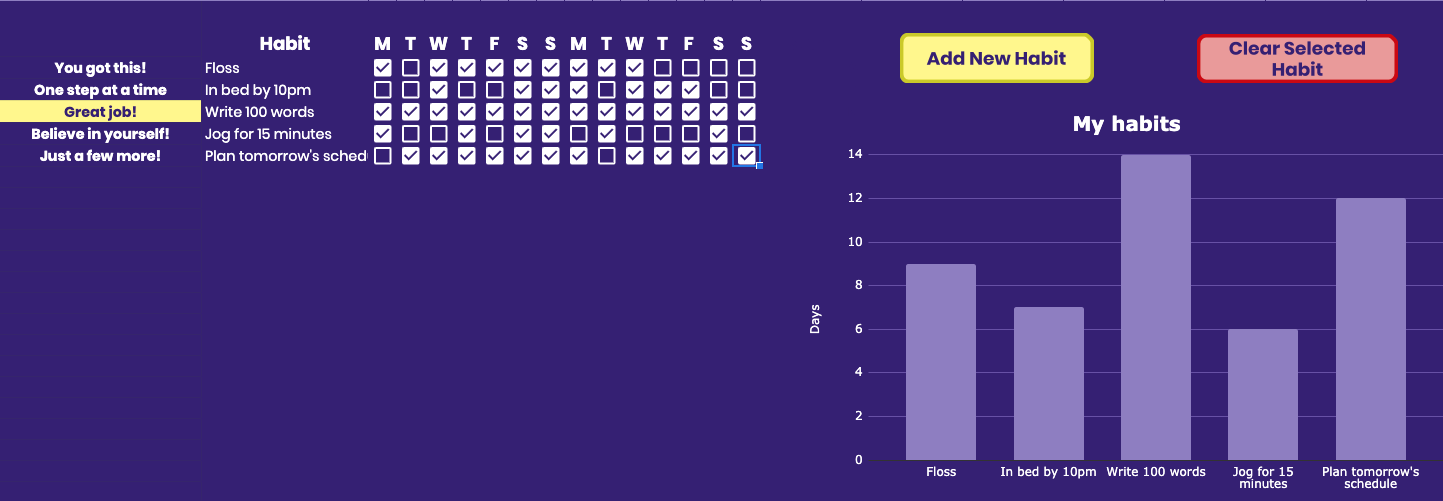 Habit M T W T F S S M T W T F S S
You got this! Floss
One step at a time In bed by 10pm
Great job! Write 100 words
Believe in yourself! Jog for 15 minutes
Just a few more! Plan tomorrow's sched
Add New Habit
Clear Selected
Habit
My habits
14
12
10
8
6
4
2
0
Days
Floss In bed by 10pm Write 100 words Jog for 15 Plan tomorrow's
minutes schedule